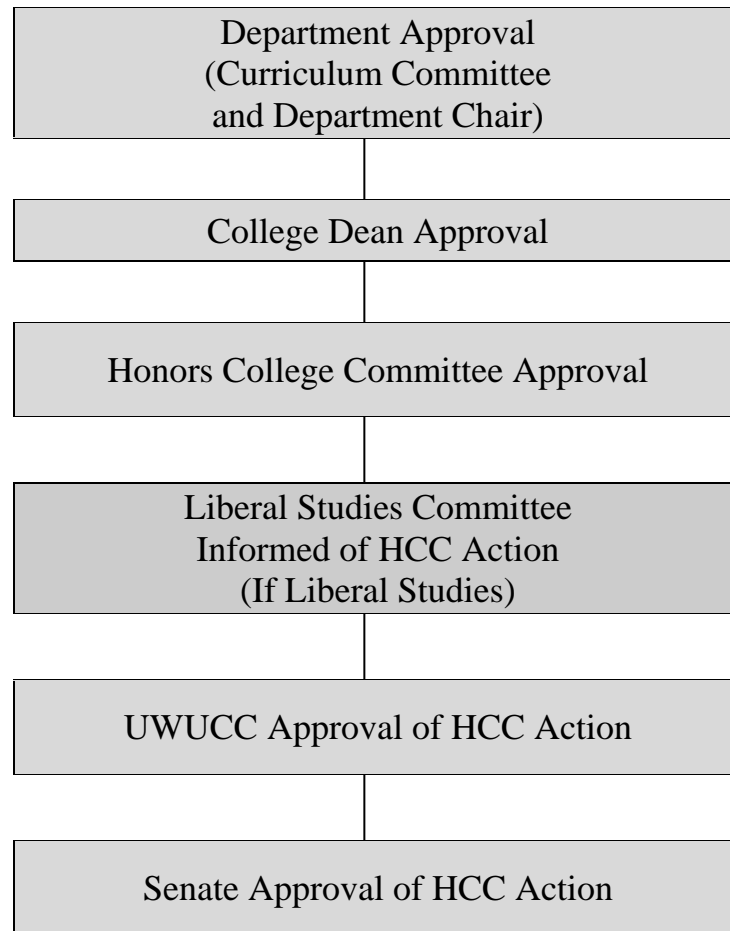 Department Approval
(Curriculum Committee
and Department Chair)
College Dean Approval
Honors College Committee Approval
Liberal Studies Committee
Informed of HCC Action
(If Liberal Studies)
UWUCC Approval of HCC Action
Senate Approval of HCC Action